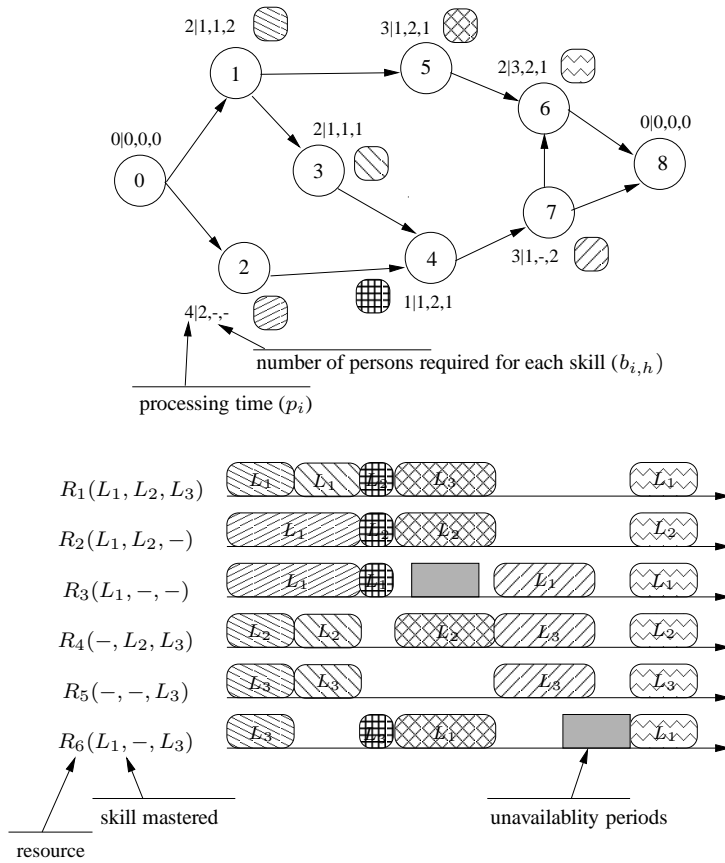 2|1,1,2
3|1,2,1
1
5
2|3,2,1
6
0|0,0,0
2|1,1,1
0|0,0,0
0
3
8
7
2
4
3|1,-,2
1|1,2,1
4|2,-,-
number of persons required for each skill (b_{i,h})
processing time (p_i)
R_1(L_1, L_2, L_3) L_1 L_1 L_2 L_3 L_1
R_2(L_1, L_2, −) L_1 L_2 L_2 L_2
R_3(L_1, −, −) L_1 L_1 L_1 L_1
R_4(−, L_2, L_3) L_2 L_2 L_2 L_3 L_2
R_5(−, −, L_3) L_3 L_3 L_3 L_3
R_6(L_1, −, L_3) L_3 L_3 L_1 L_1
skill mastered
unavailablity periods
resource